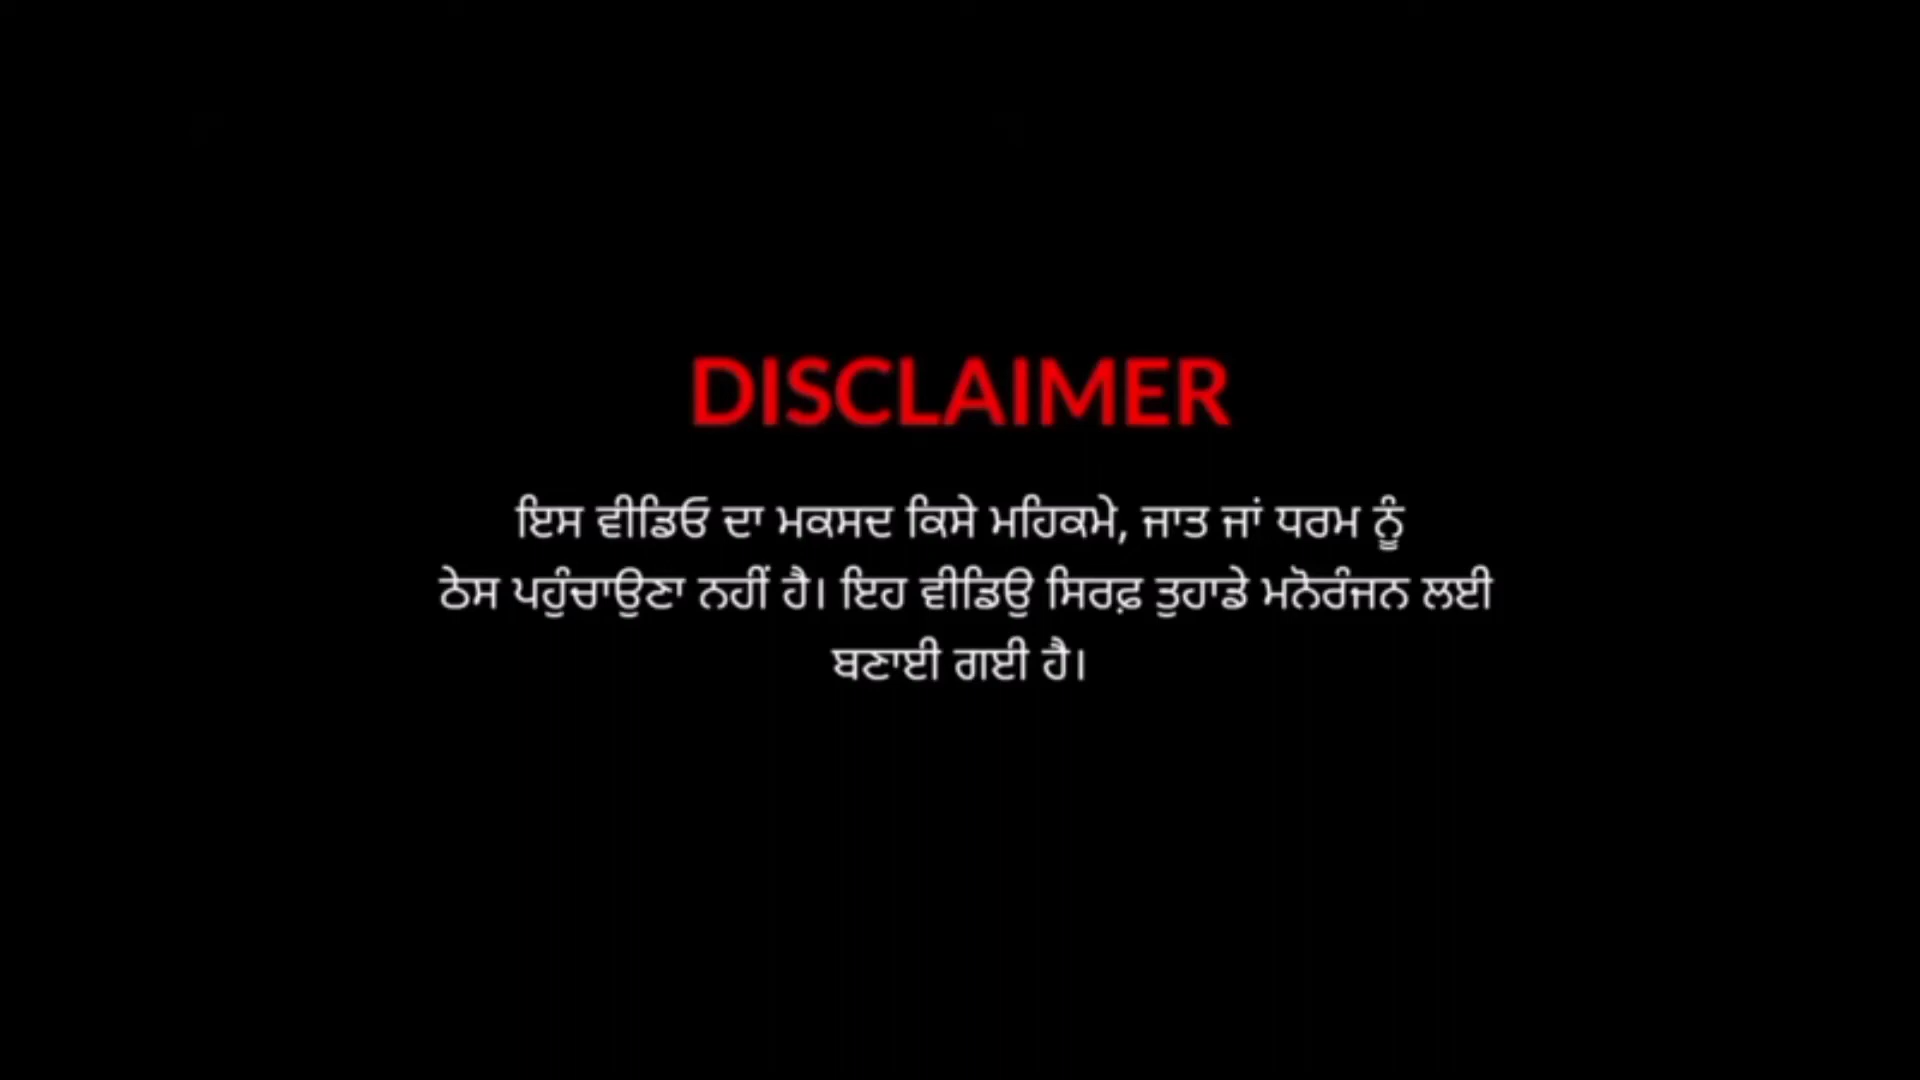 DISCLAIMER
ਇਸ ਵੀਡਿਓ ਦਾ ਮਕਸਦ ਕਿਸੇ ਮਹਿਕਮੇ, ਜਾਤ ਜਾਂ ਧਰਮ ਨੂੰ
ਠੇਸ ਪਹੁੰਚਾਉਣਾ ਨਹੀਂ ਹੈ। ਇਹ ਵੀਡਿਉ ਸਿਰਫ਼ ਤੁਹਾਡੇ ਮਨੋਰੰਜਨ ਲਈ
ਬਣਾਈ ਗਈ ਹੈ।